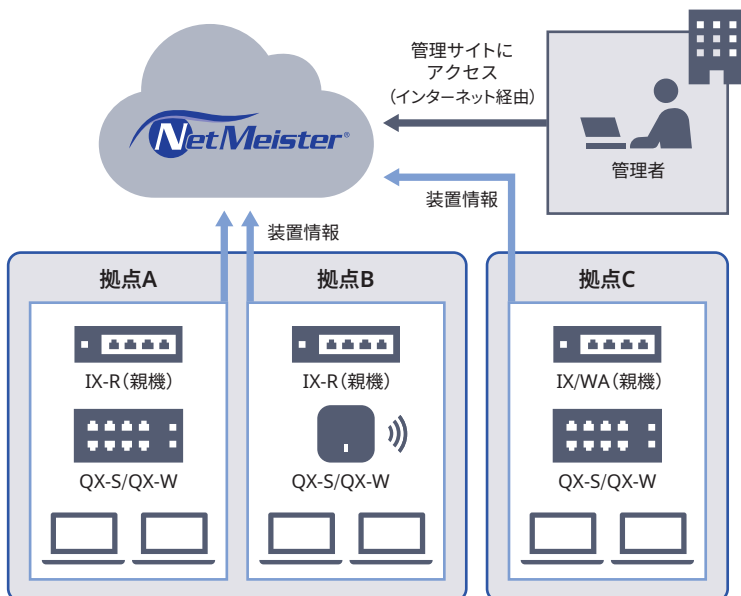 管理サイトに
アクセス
（インターネット経由）
NetMeister®
管理者
装置情報
装置情報
拠点A
拠点B
拠点C
IX-R（親機）
IX-R（親機）
IX/WA（親機）
QX-S/QX-W
QX-S/QX-W
QX-S/QX-W